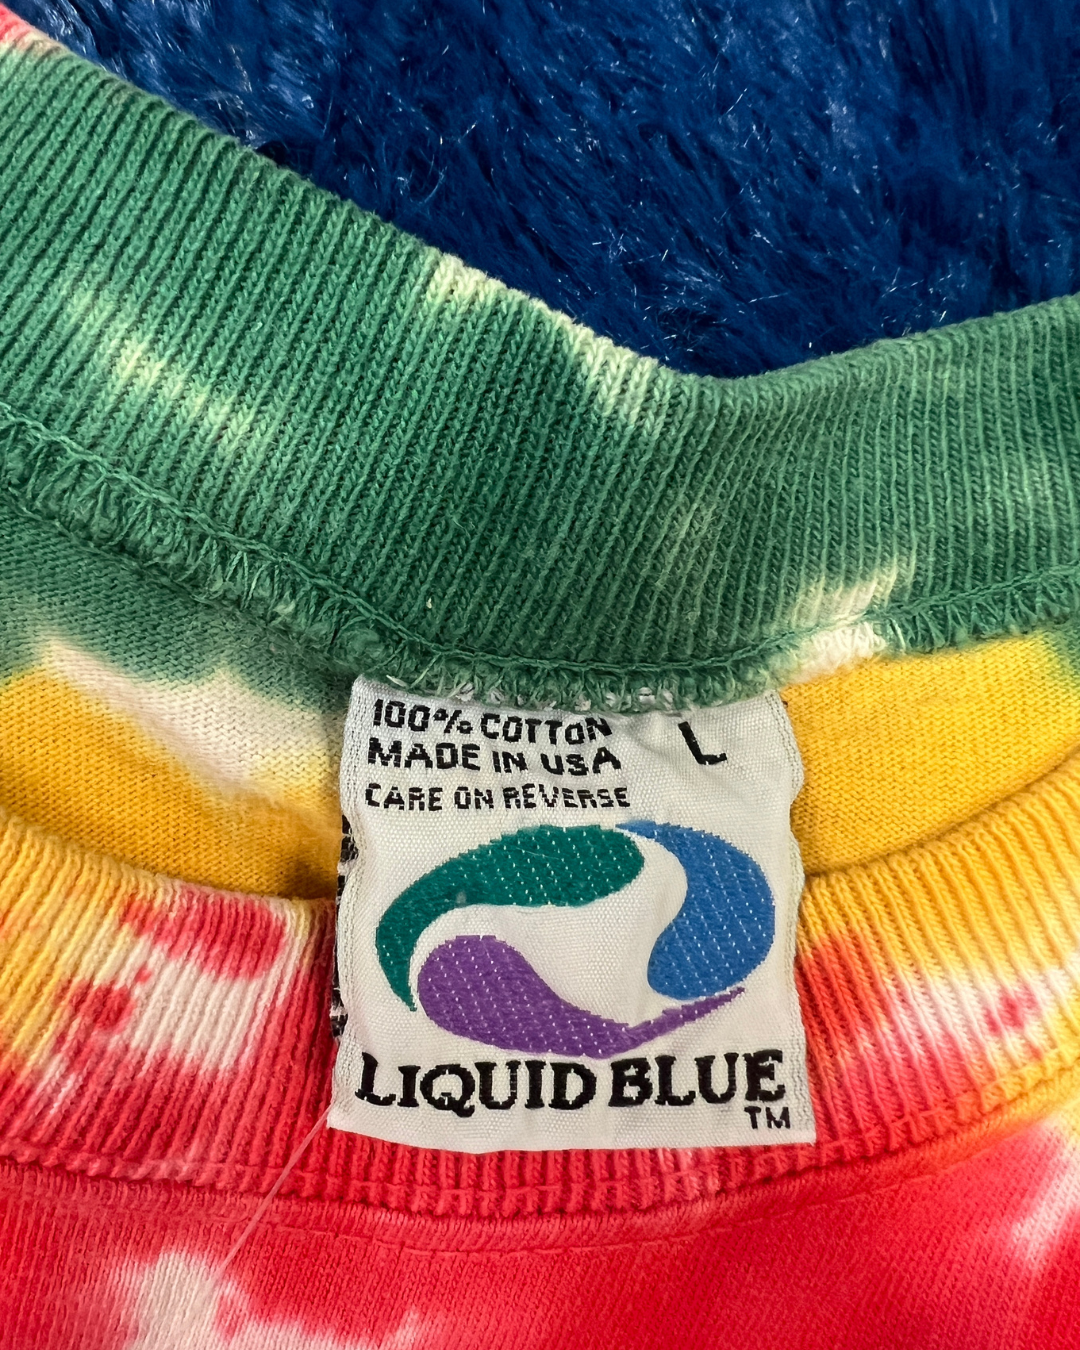 100% COTTON L
MADE IN USA
CARE ON REVERSE
LIQUID BLUE
TM